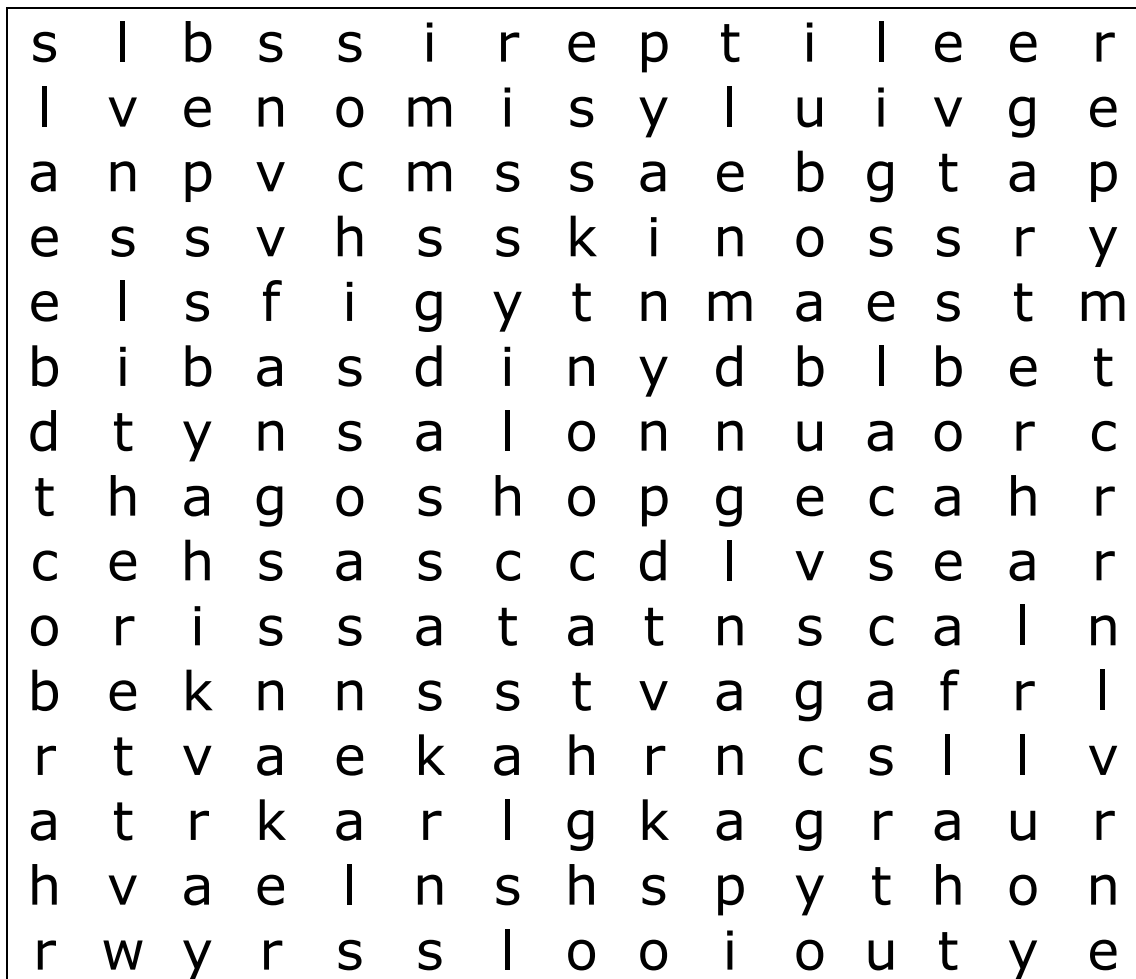 s l b s s i r e p t i l e e r
l v e n o m i s y l u i v g e
a n p v c m s s a e b g t a p
e s s v h s s k i n o s s r y
e l s f i g y t n m a e s t m
b i b a s d i n y d b l b e t
d t y n s a l o n n u a o r c
t h a g o s h o p g e c a h r
c e h s a s c c d l v s e a r
o r i s s a t a t n s c a l n
b e k n n s s t v a g a f r l
r t v a e k a h r n c s l l v
a t r k a r l g k a g r a u r
h v a e l n s h s p y t h o n
r w y r s s l o o i o u t y e